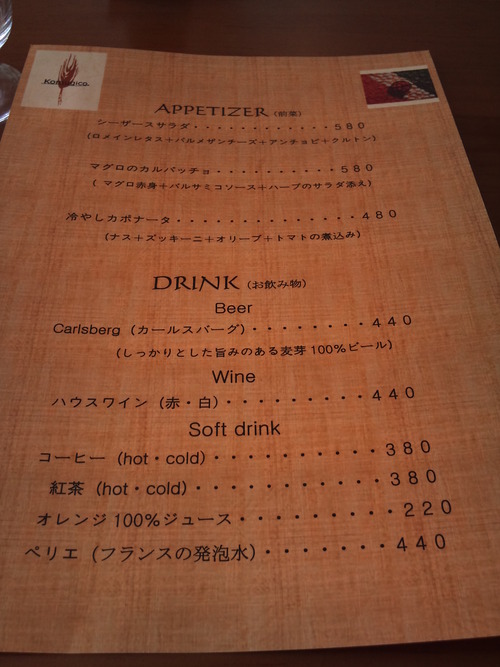 APPETIZER (前菜)
シーザースサラダ・・・・・・・・・・・・580
(ロメインレタス＋パルメザンチーズ＋アンチョビ＋クルトン)
マグロのカルパッチョ・・・・・・・・・・580
( マグロ赤身＋バルサミコソース＋ハーブのサラダ添え)
冷やしカポナータ・・・・・・・・・・・・・480
(ナス＋ズッキーニ＋オリーブ＋トマトの煮込み)
DRINK (お飲み物)
Beer
Carlsberg (カールスバーグ)・・・・・・・・440
(しっかりとした旨みのある麦芽100%ビール)
Wine
ハウスワイン (赤・白)・・・・・・・・・440
Soft drink
コーヒー (hot・cold)・・・・・・・・・・380
紅茶 (hot・cold)・・・・・・・・・・・380
オレンジ100%ジュース・・・・・・・・・220
ペリエ (フランスの発泡水)・・・・・・・440